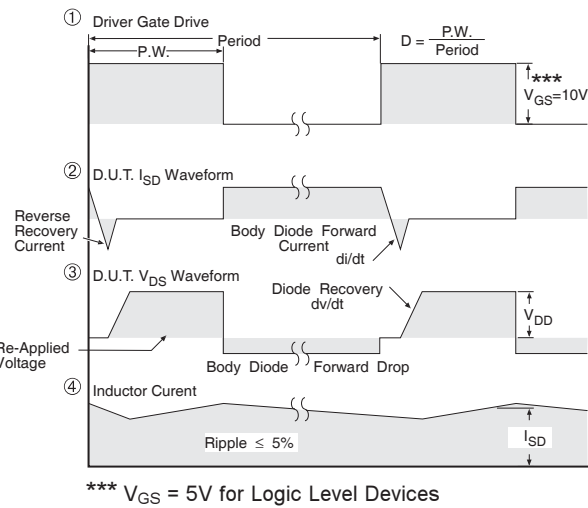 ① Driver Gate Drive
P.W.
Period
D = P.W. / Period
***
VGS=10V
② D.U.T. ISD Waveform
Reverse
Recovery
Current
Body Diode Forward
Current
di/dt
③ D.U.T. VDS Waveform
Diode Recovery
dv/dt
VDD
Re-Applied
Voltage
Body Diode Forward Drop
④ Inductor Curent
Ripple ≤ 5%
ISD
*** VGS = 5V for Logic Level Devices